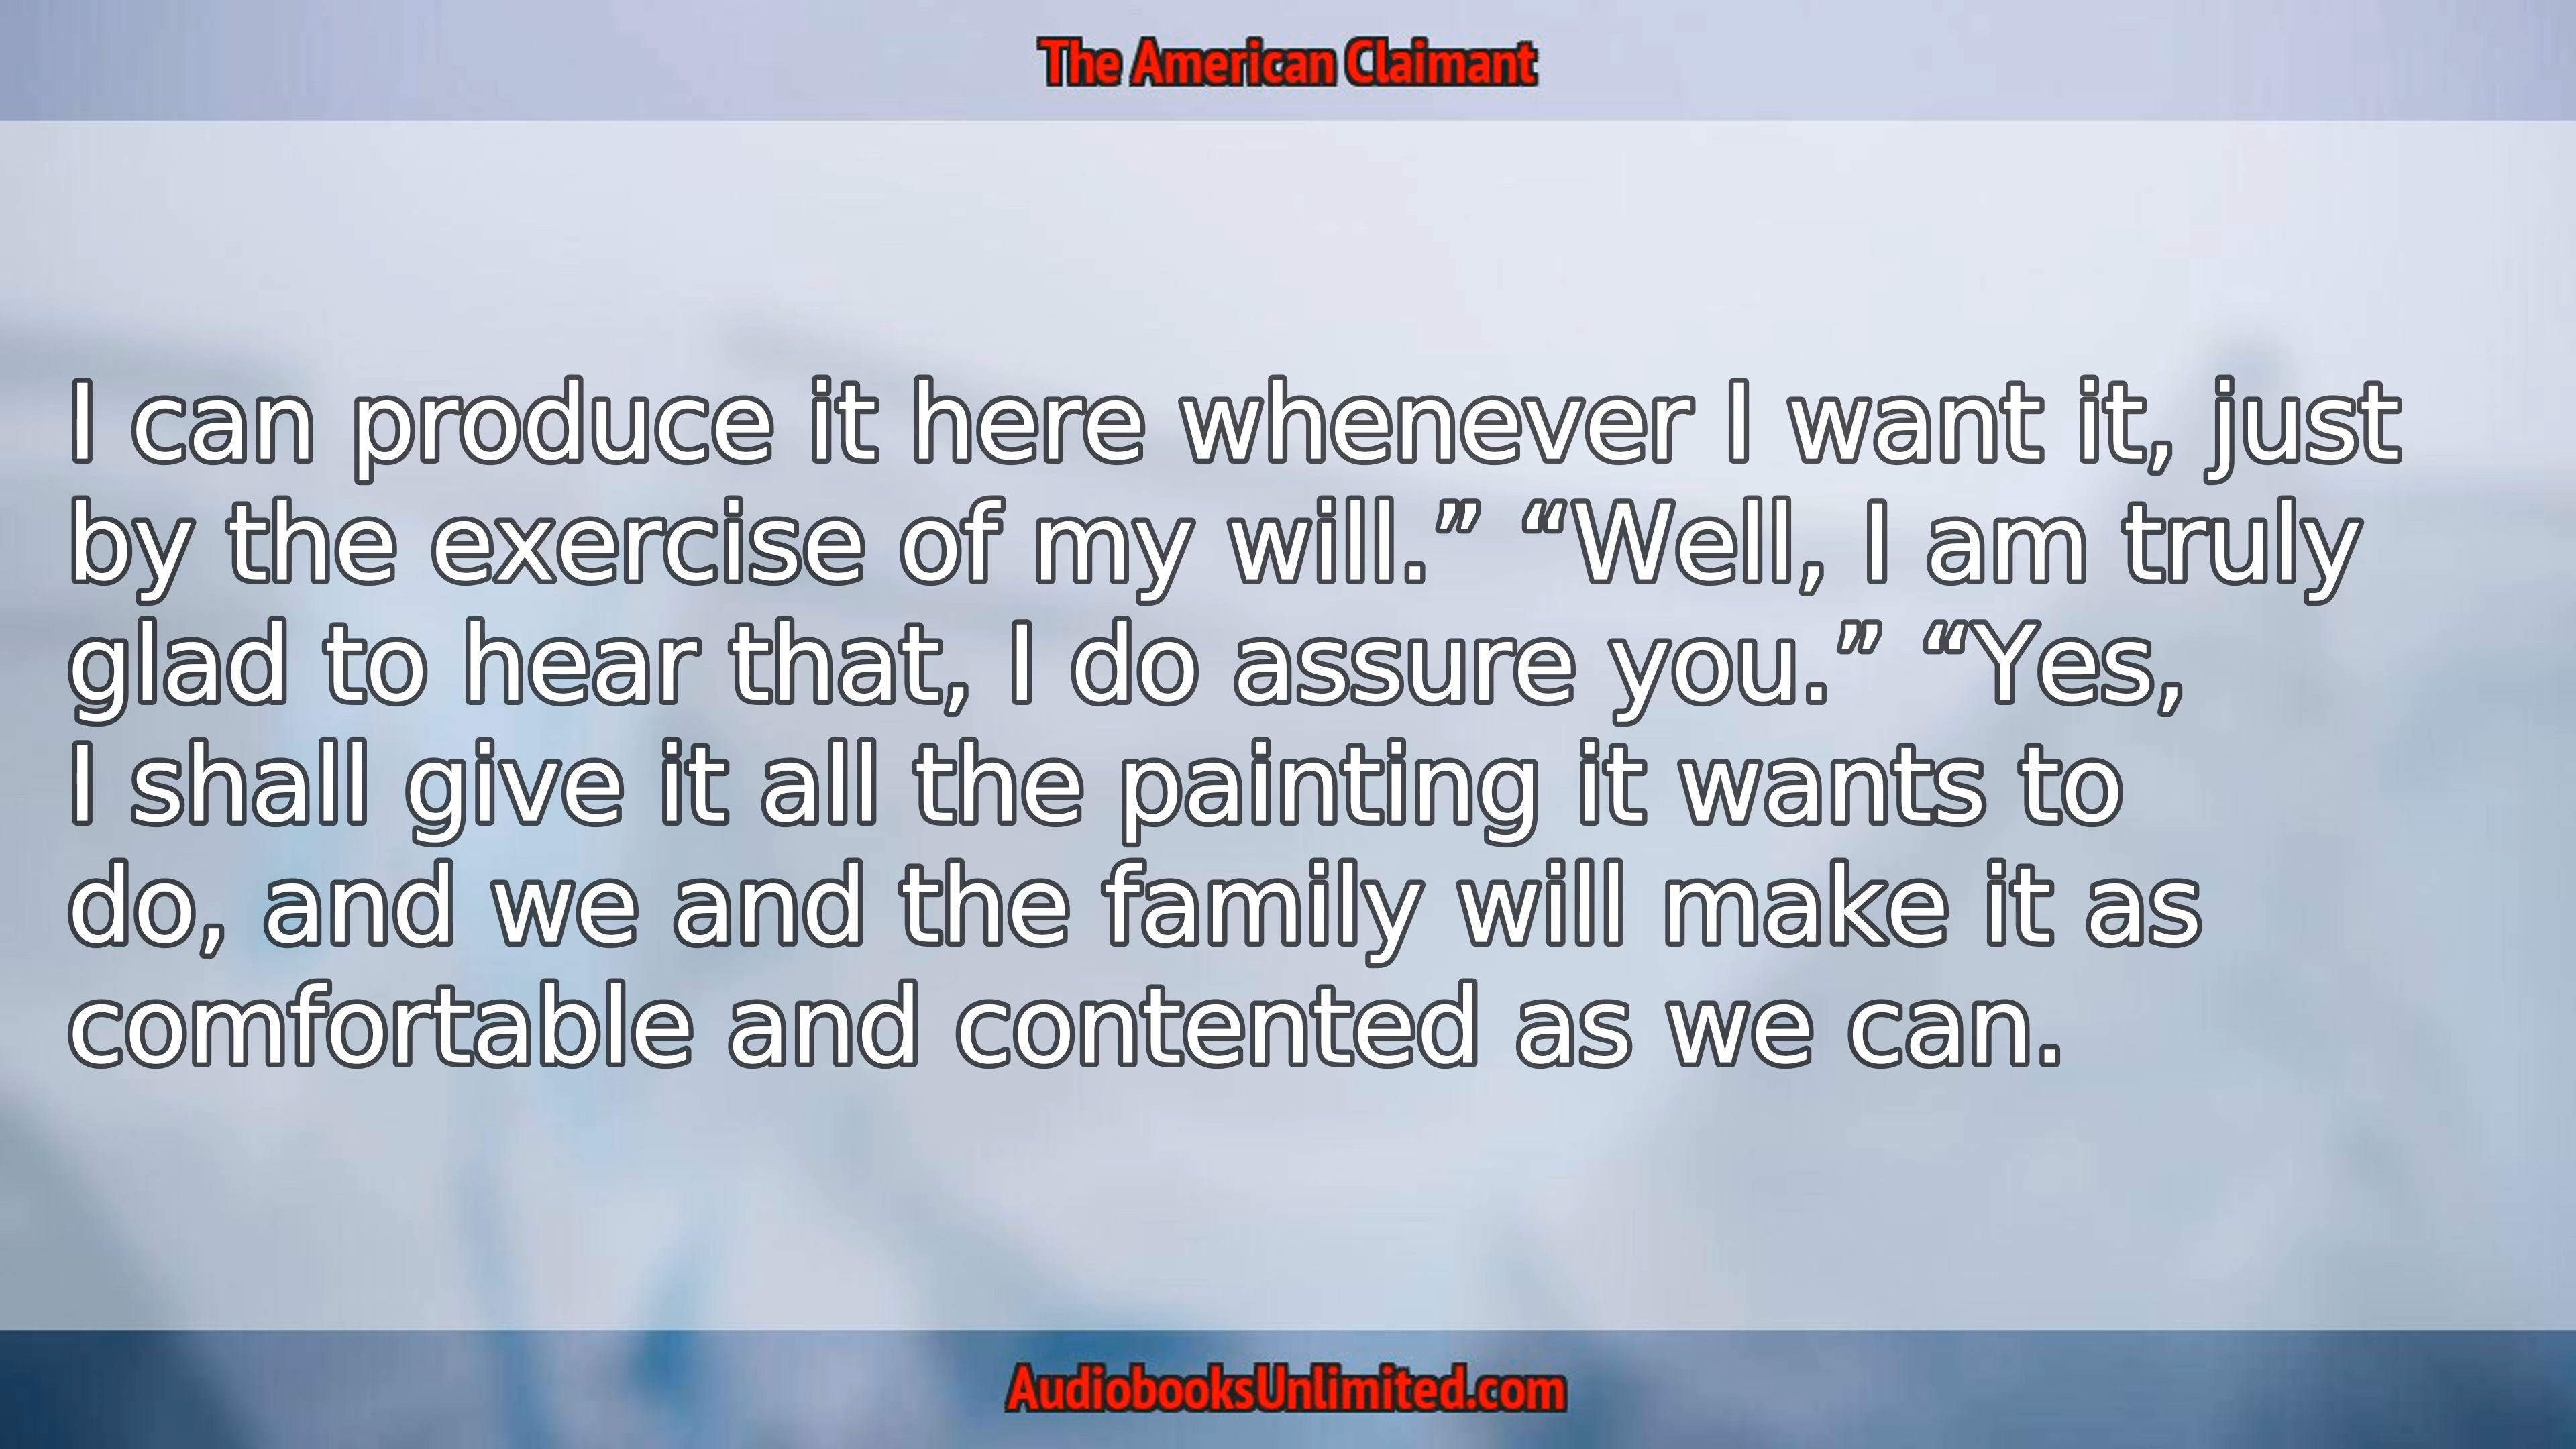 The American Claimant
I can produce it here whenever I want it, just
by the exercise of my will.” “Well, I am truly
glad to hear that, I do assure you.” “Yes,
I shall give it all the painting it wants to
do, and we and the family will make it as
comfortable and contented as we can.
AudiobooksUnlimited.com